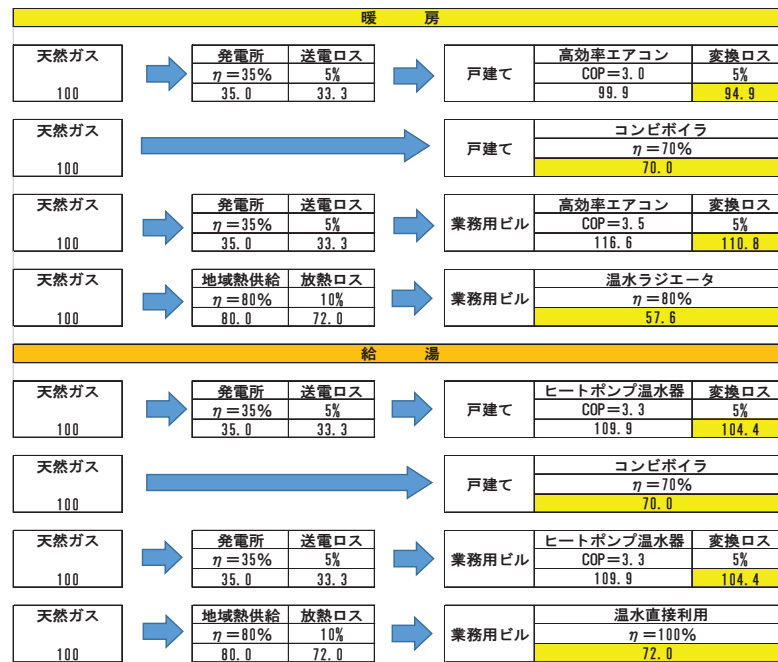 暖 房
天然ガス 発電所 送電ロス 高効率エアコン 変換ロス
η＝35% 5% 戸建て COP＝3.0 5%
100 35.0 33.3 99.9 94.9
天然ガス コンビボイラ
戸建て η＝70%
100 70.0
天然ガス 発電所 送電ロス 高効率エアコン 変換ロス
η＝35% 5% 業務用ビル COP＝3.5 5%
100 35.0 33.3 116.6 110.8
天然ガス 地域熱供給 放熱ロス 温水ラジエータ
η＝80% 10% 業務用ビル η＝80%
100 80.0 72.0 57.6
給 湯
天然ガス 発電所 送電ロス ヒートポンプ温水器 変換ロス
η＝35% 5% 戸建て COP＝3.3 5%
100 35.0 33.3 109.9 104.4
天然ガス コンビボイラ
戸建て η＝70%
100 70.0
天然ガス 発電所 送電ロス ヒートポンプ温水器 変換ロス
η＝35% 5% 業務用ビル COP＝3.3 5%
100 35.0 33.3 109.9 104.4
天然ガス 地域熱供給 放熱ロス 温水直接利用
η＝80% 10% 業務用ビル η＝100%
100 80.0 72.0 72.0